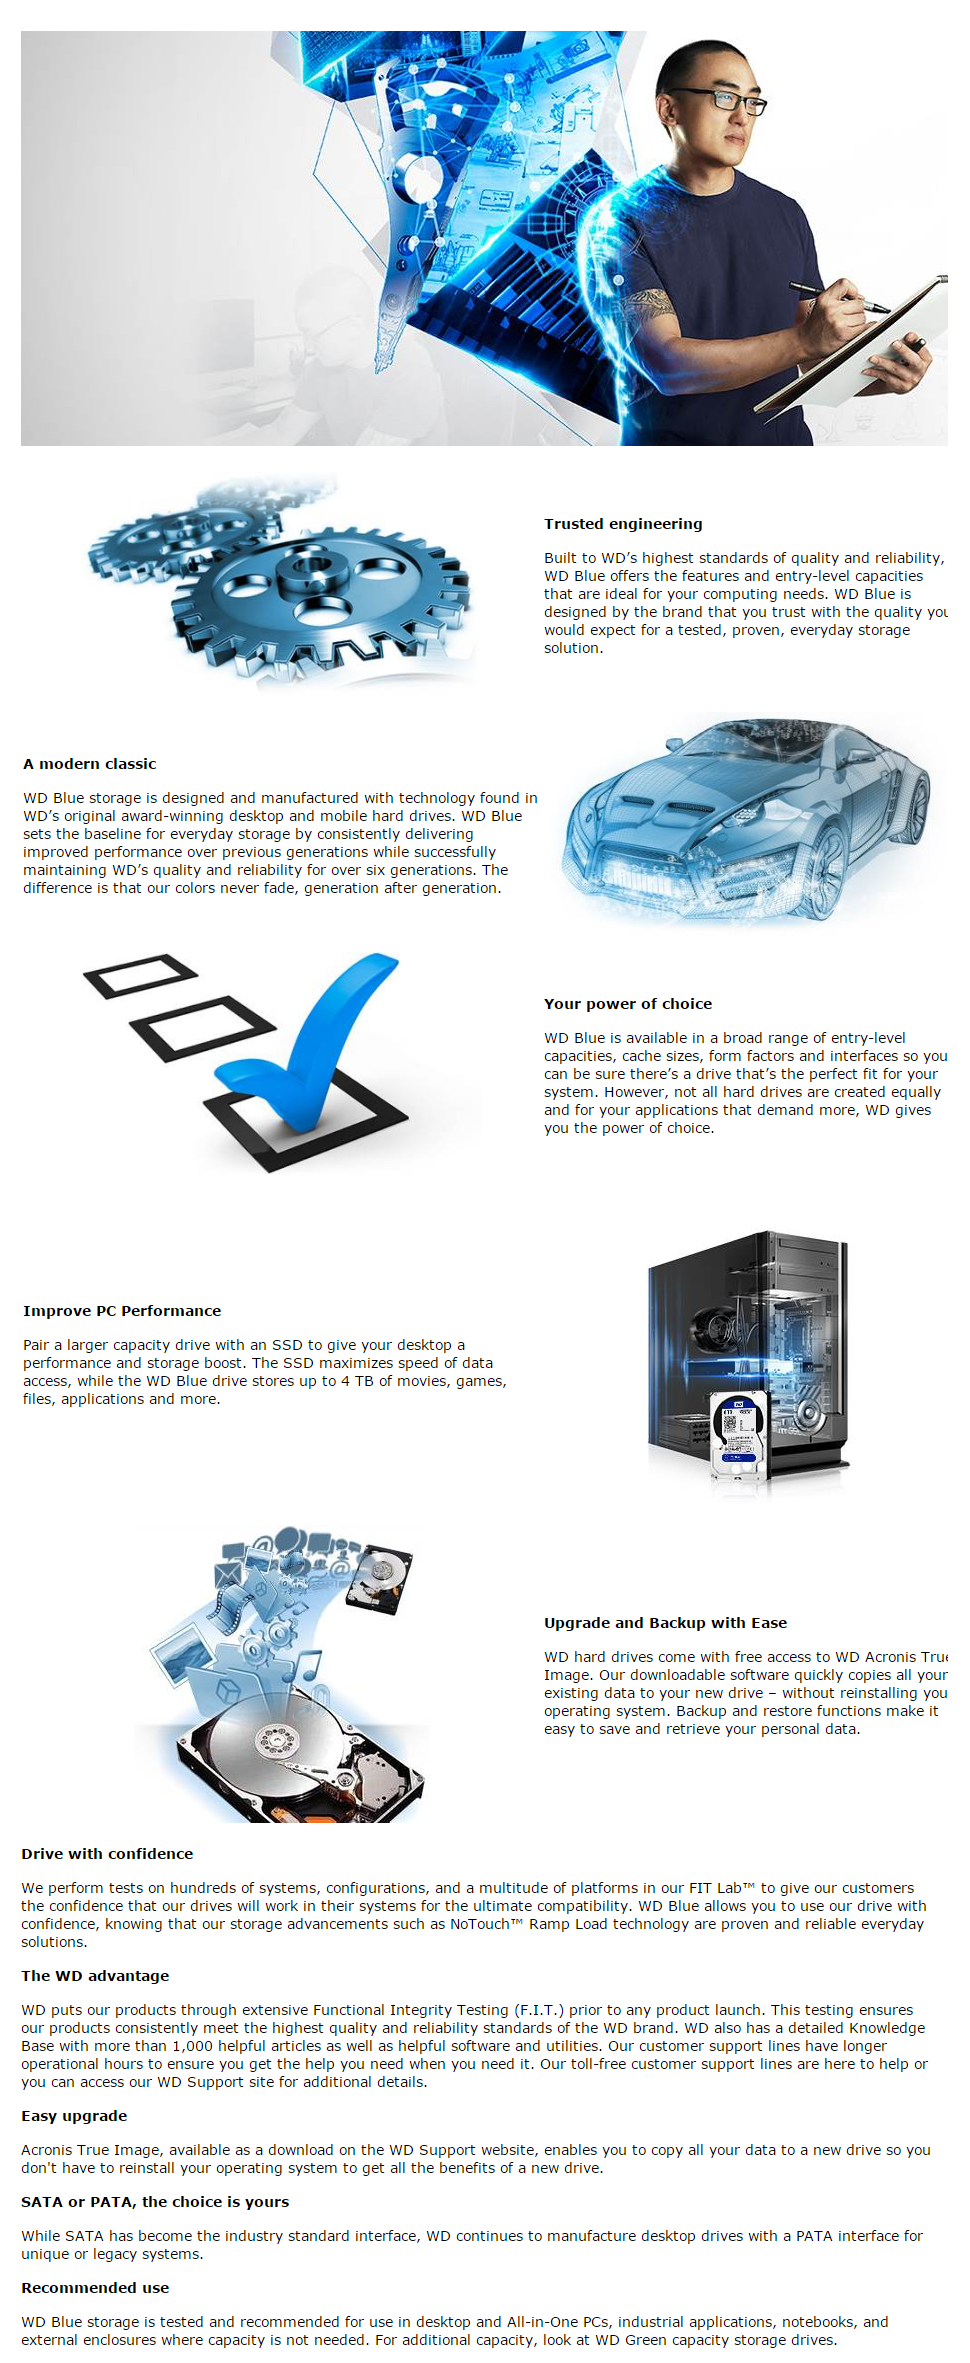 Trusted engineering
Built to WD’s highest standards of quality and reliability,
WD Blue offers the features and entry-level capacities
that are ideal for your computing needs. WD Blue is
designed by the brand that you trust with the quality you
would expect for a tested, proven, everyday storage
solution.
A modern classic
WD Blue storage is designed and manufactured with technology found in
WD’s original award-winning desktop and mobile hard drives. WD Blue
sets the baseline for everyday storage by consistently delivering
improved performance over previous generations while successfully
maintaining WD’s quality and reliability for over six generations. The
difference is that our colors never fade, generation after generation.
Your power of choice
WD Blue is available in a broad range of entry-level
capacities, cache sizes, form factors and interfaces so you
can be sure there’s a drive that’s the perfect fit for your
system. However, not all hard drives are created equally
and for your applications that demand more, WD gives
you the power of choice.
Improve PC Performance
Pair a larger capacity drive with an SSD to give your desktop a
performance and storage boost. The SSD maximizes speed of data
access, while the WD Blue drive stores up to 4 TB of movies, games,
files, applications and more.
Upgrade and Backup with Ease
WD hard drives come with free access to WD Acronis True
Image. Our downloadable software quickly copies all your
existing data to your new drive – without reinstalling you
operating system. Backup and restore functions make it
easy to save and retrieve your personal data.
Drive with confidence
We perform tests on hundreds of systems, configurations, and a multitude of platforms in our FIT Lab™ to give our customers
the confidence that our drives will work in their systems for the ultimate compatibility. WD Blue allows you to use our drive with
confidence, knowing that our storage advancements such as NoTouch™ Ramp Load technology are proven and reliable everyday
solutions.
The WD advantage
WD puts our products through extensive Functional Integrity Testing (F.I.T.) prior to any product launch. This testing ensures
our products consistently meet the highest quality and reliability standards of the WD brand. WD also has a detailed Knowledge
Base with more than 1,000 helpful articles as well as helpful software and utilities. Our customer support lines have longer
operational hours to ensure you get the help you need when you need it. Our toll-free customer support lines are here to help or
you can access our WD Support site for additional details.
Easy upgrade
Acronis True Image, available as a download on the WD Support website, enables you to copy all your data to a new drive so you
don't have to reinstall your operating system to get all the benefits of a new drive.
SATA or PATA, the choice is yours
While SATA has become the industry standard interface, WD continues to manufacture desktop drives with a PATA interface for
unique or legacy systems.
Recommended use
WD Blue storage is tested and recommended for use in desktop and All-in-One PCs, industrial applications, notebooks, and
external enclosures where capacity is not needed. For additional capacity, look at WD Green capacity storage drives.